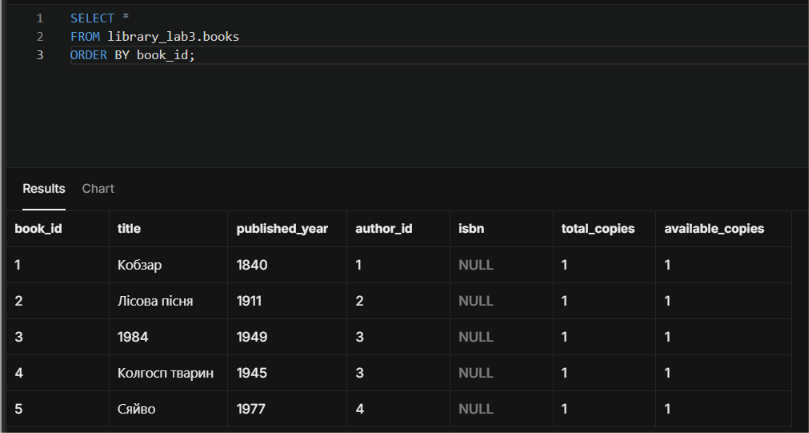 1 SELECT *
2 FROM library_lab3.books
3 ORDER BY book_id;
Results Chart
book_id title published_year author_id isbn total_copies available_copies
1 Кобзар 1840 1 NULL 1 1
2 Лісова пісня 1911 2 NULL 1 1
3 1984 1949 3 NULL 1 1
4 Колгосп тварин 1945 3 NULL 1 1
5 Сяйво 1977 4 NULL 1 1